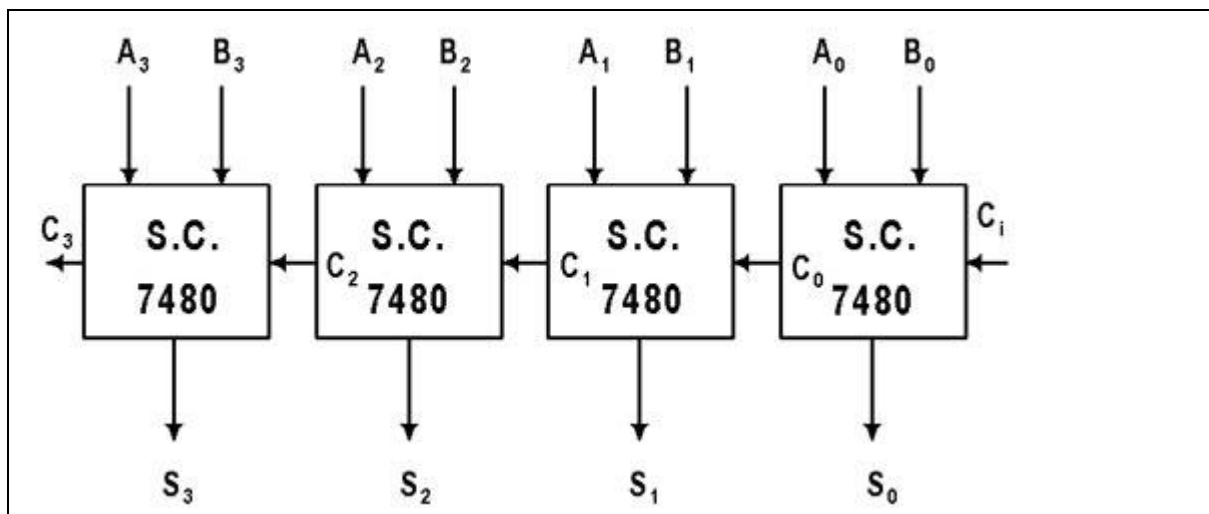 A₃ B₃ A₂ B₂ A₁ B₁ A₀ B₀
C₃ S.C. S.C. S.C. S.C. Cᵢ
C₂ C₁ C₀
7480 7480 7480 7480
S₃ S₂ S₁ S₀